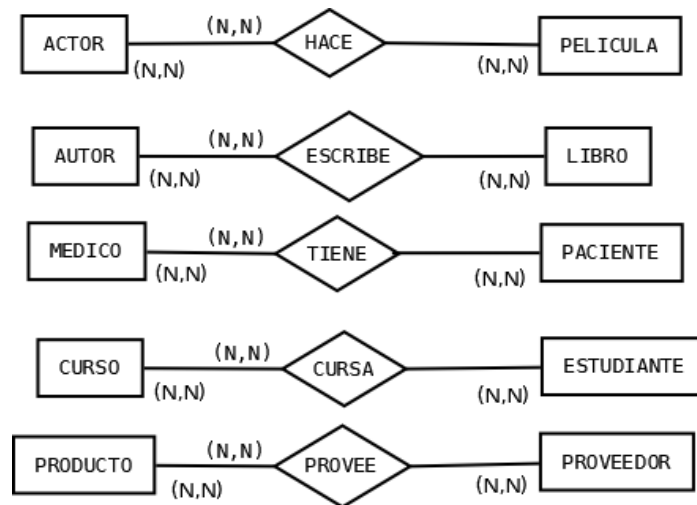 ACTOR (N,N) HACE PELICULA
(N,N) (N,N)
AUTOR (N,N) ESCRIBE LIBRO
(N,N) (N,N)
MEDICO (N,N) TIENE PACIENTE
(N,N) (N,N)
CURSO (N,N) CURSA ESTUDIANTE
(N,N) (N,N)
PRODUCTO (N,N) PROVEE PROVEEDOR
(N,N) (N,N)